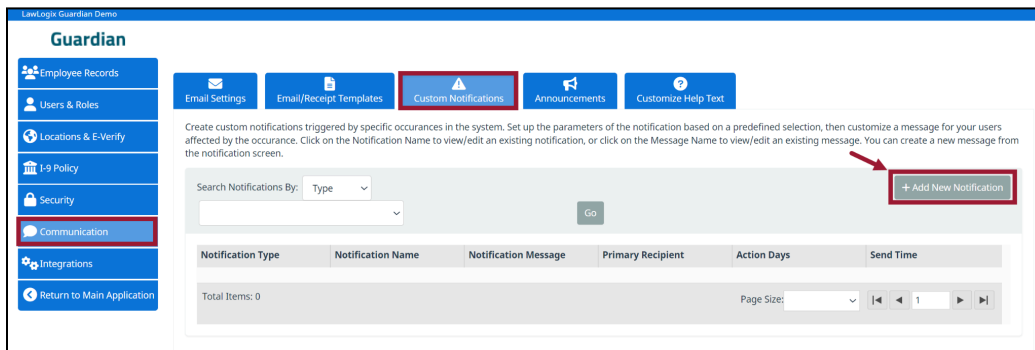 LawLogix Guardian Demo
Guardian
Employee Records
Users & Roles
Locations & E-Verify
I-9 Policy
Security
Communication
Integrations
Return to Main Application
Email Settings
Email/Receipt Templates
Custom Notifications
Announcements
Customize Help Text
Create custom notifications triggered by specific occurances in the system. Set up the parameters of the notification based on a predefined selection, then customize a message for your users
affected by the occurance. Click on the Notification Name to view/edit an existing notification, or click on the Message Name to view/edit an existing message. You can create a new message from
the notification screen.
Search Notifications By: Type
+ Add New Notification
Go
Notification Type Notification Name Notification Message Primary Recipient Action Days Send Time
Total Items: 0 Page Size: 1